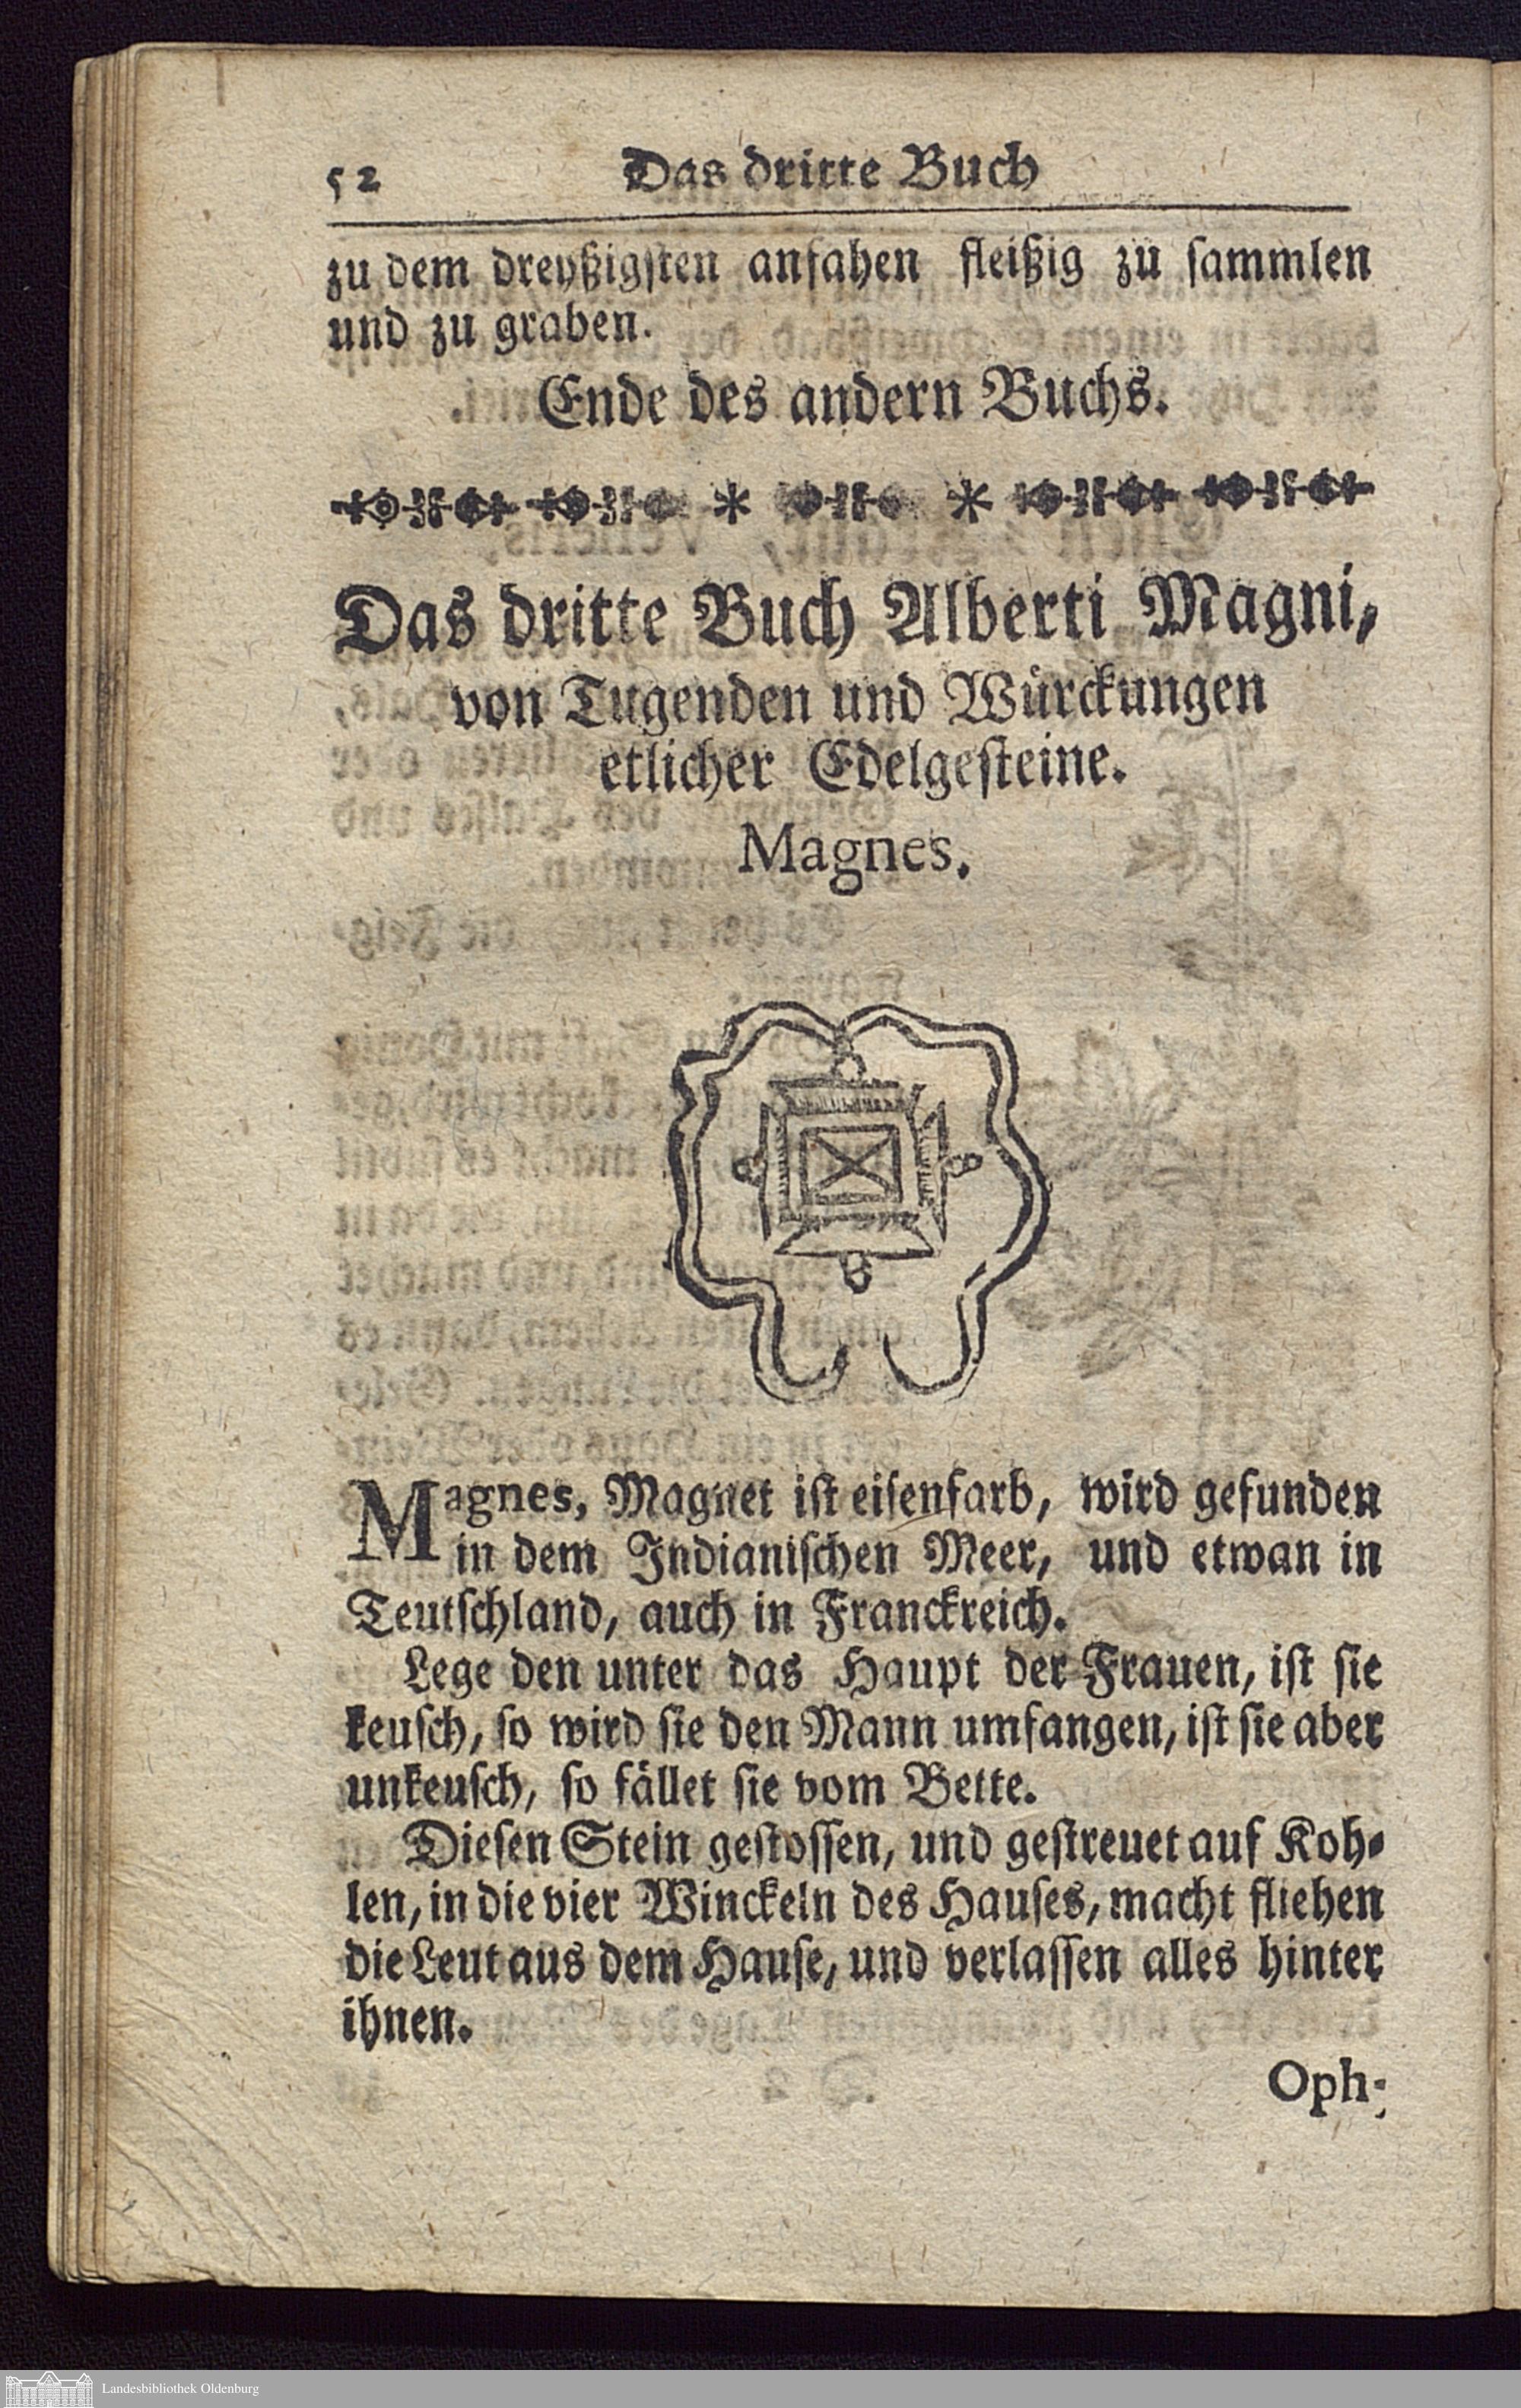 52 Das dritte Buch
zu dem dreyßigsten anfahen fleißig zu sammlen
und zu graben.
Ende des andern Buchs.
Das dritte Buch Alberti Magni,
von Tugenden und Würckungen
etlicher Edelgesteine.
Magnes.
Magnes, Magnet ist eisenfarb, wird gefunden
in dem Indianischen Meer, und etwan in
Teutschland, auch in Franckreich.
Lege den unter das Haupt der Frauen, ist sie
keusch, so wird sie den Mann umfangen, ist sie aber
unkeusch, so fället sie vom Bette.
Diesen Stein gestossen, und gestreuet auf Koh-
len, in die vier Winckeln des Hauses, macht fliehen
die Leut aus dem Hause, und verlassen alles hinter
ihnen.
Oph-
Landesbibliothek Oldenburg